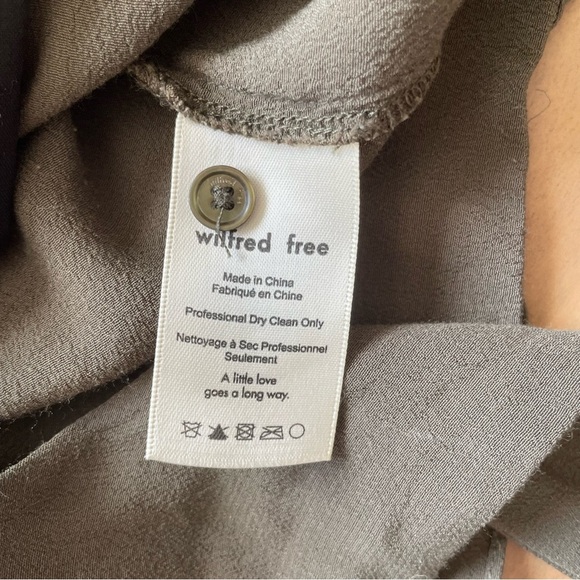 wilfred free
Made in China
Fabriqué en Chine
Professional Dry Clean Only
Nettoyage à Sec Professionnel
Seulement
A little love
goes a long way.